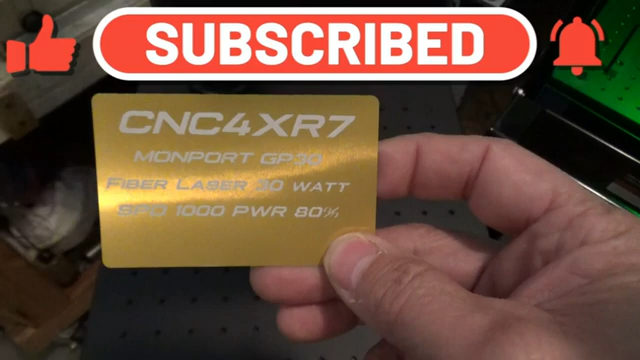 SUBSCRIBED
CNC4XR7
MONPORT GP30
FIBER LASER 30 WATT
SPD 1000 PWR 80%